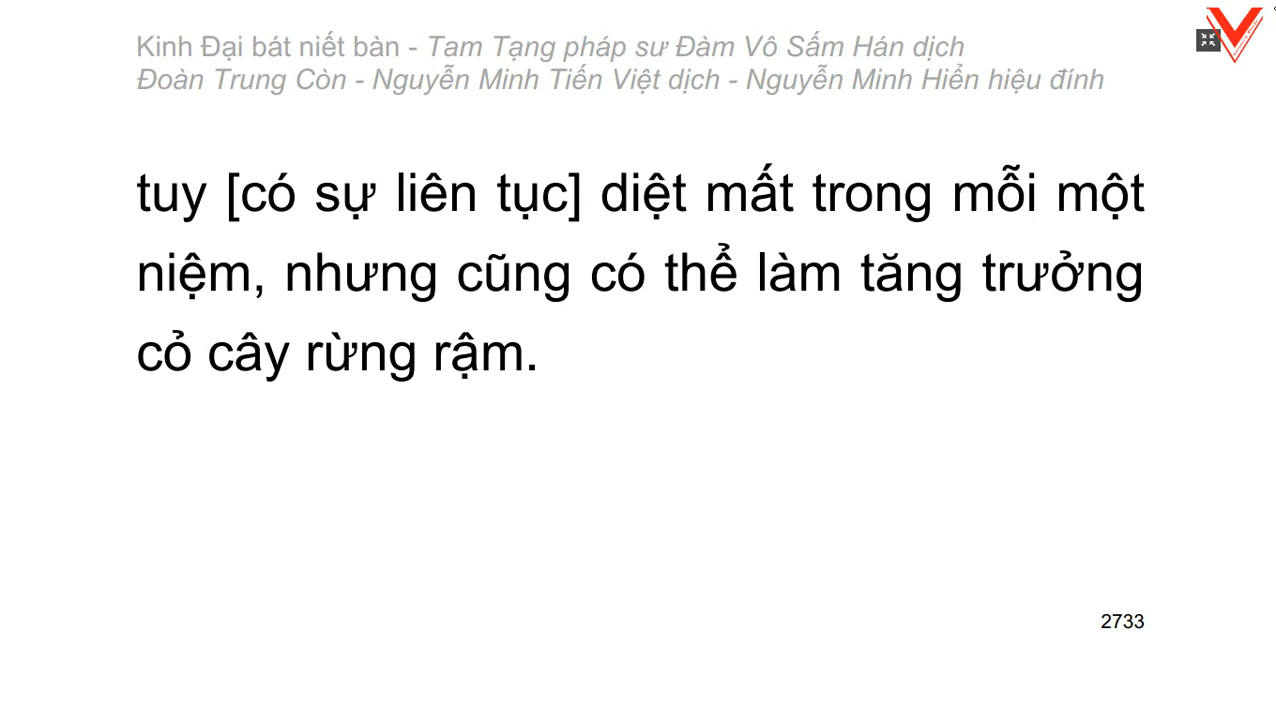 Kinh Đại bát niết bàn - Tam Tạng pháp sư Đàm Vô Sấm Hán dịch
Đoàn Trung Còn - Nguyễn Minh Tiến Việt dịch - Nguyễn Minh Hiển hiệu đính
tuy [có sự liên tục] diệt mất trong mỗi một
niệm, nhưng cũng có thể làm tăng trưởng
cỏ cây rừng rậm.
2733